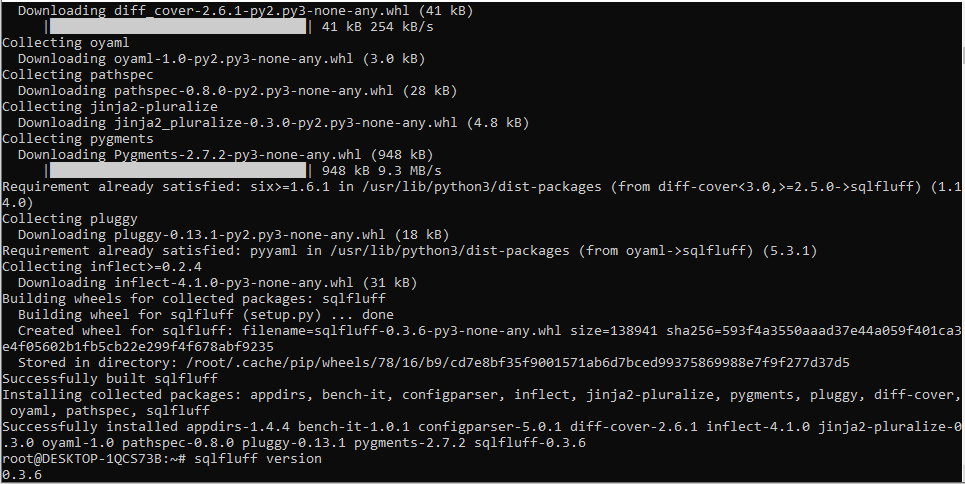 Downloading diff_cover-2.6.1-py2.py3-none-any.whl (41 kB)
     |                                | 41 kB 254 kB/s
Collecting oyaml
  Downloading oyaml-1.0-py2.py3-none-any.whl (3.0 kB)
Collecting pathspec
  Downloading pathspec-0.8.0-py2.py3-none-any.whl (28 kB)
Collecting jinja2-pluralize
  Downloading jinja2_pluralize-0.3.0-py2.py3-none-any.whl (4.8 kB)
Collecting pygments
  Downloading Pygments-2.7.2-py3-none-any.whl (948 kB)
     |                                | 948 kB 9.3 MB/s
Requirement already satisfied: six>=1.6.1 in /usr/lib/python3/dist-packages (from diff-cover<3.0,>=2.5.0->sqlfluff) (1.1
4.0)
Collecting pluggy
  Downloading pluggy-0.13.1-py2.py3-none-any.whl (18 kB)
Requirement already satisfied: pyyaml in /usr/lib/python3/dist-packages (from oyaml->sqlfluff) (5.3.1)
Collecting inflect>=0.2.4
  Downloading inflect-4.1.0-py3-none-any.whl (31 kB)
Building wheels for collected packages: sqlfluff
  Building wheel for sqlfluff (setup.py) ... done
  Created wheel for sqlfluff: filename=sqlfluff-0.3.6-py3-none-any.whl size=138941 sha256=593f4a3550aaad37e44a059f401ca3
e4f05602b1fb5cb22e299f4f678abf9235
  Stored in directory: /root/.cache/pip/wheels/78/16/b9/cd7e8bf35f9001571ab6d7bced99375869988e7f9f277d37d5
Successfully built sqlfluff
Installing collected packages: appdirs, bench-it, configparser, inflect, jinja2-pluralize, pygments, pluggy, diff-cover,
 oyaml, pathspec, sqlfluff
Successfully installed appdirs-1.4.4 bench-it-1.0.1 configparser-5.0.1 diff-cover-2.6.1 inflect-4.1.0 jinja2-pluralize-0
.3.0 oyaml-1.0 pathspec-0.8.0 pluggy-0.13.1 pygments-2.7.2 sqlfluff-0.3.6
root@DESKTOP-1QCS73B:~# sqlfluff version
0.3.6